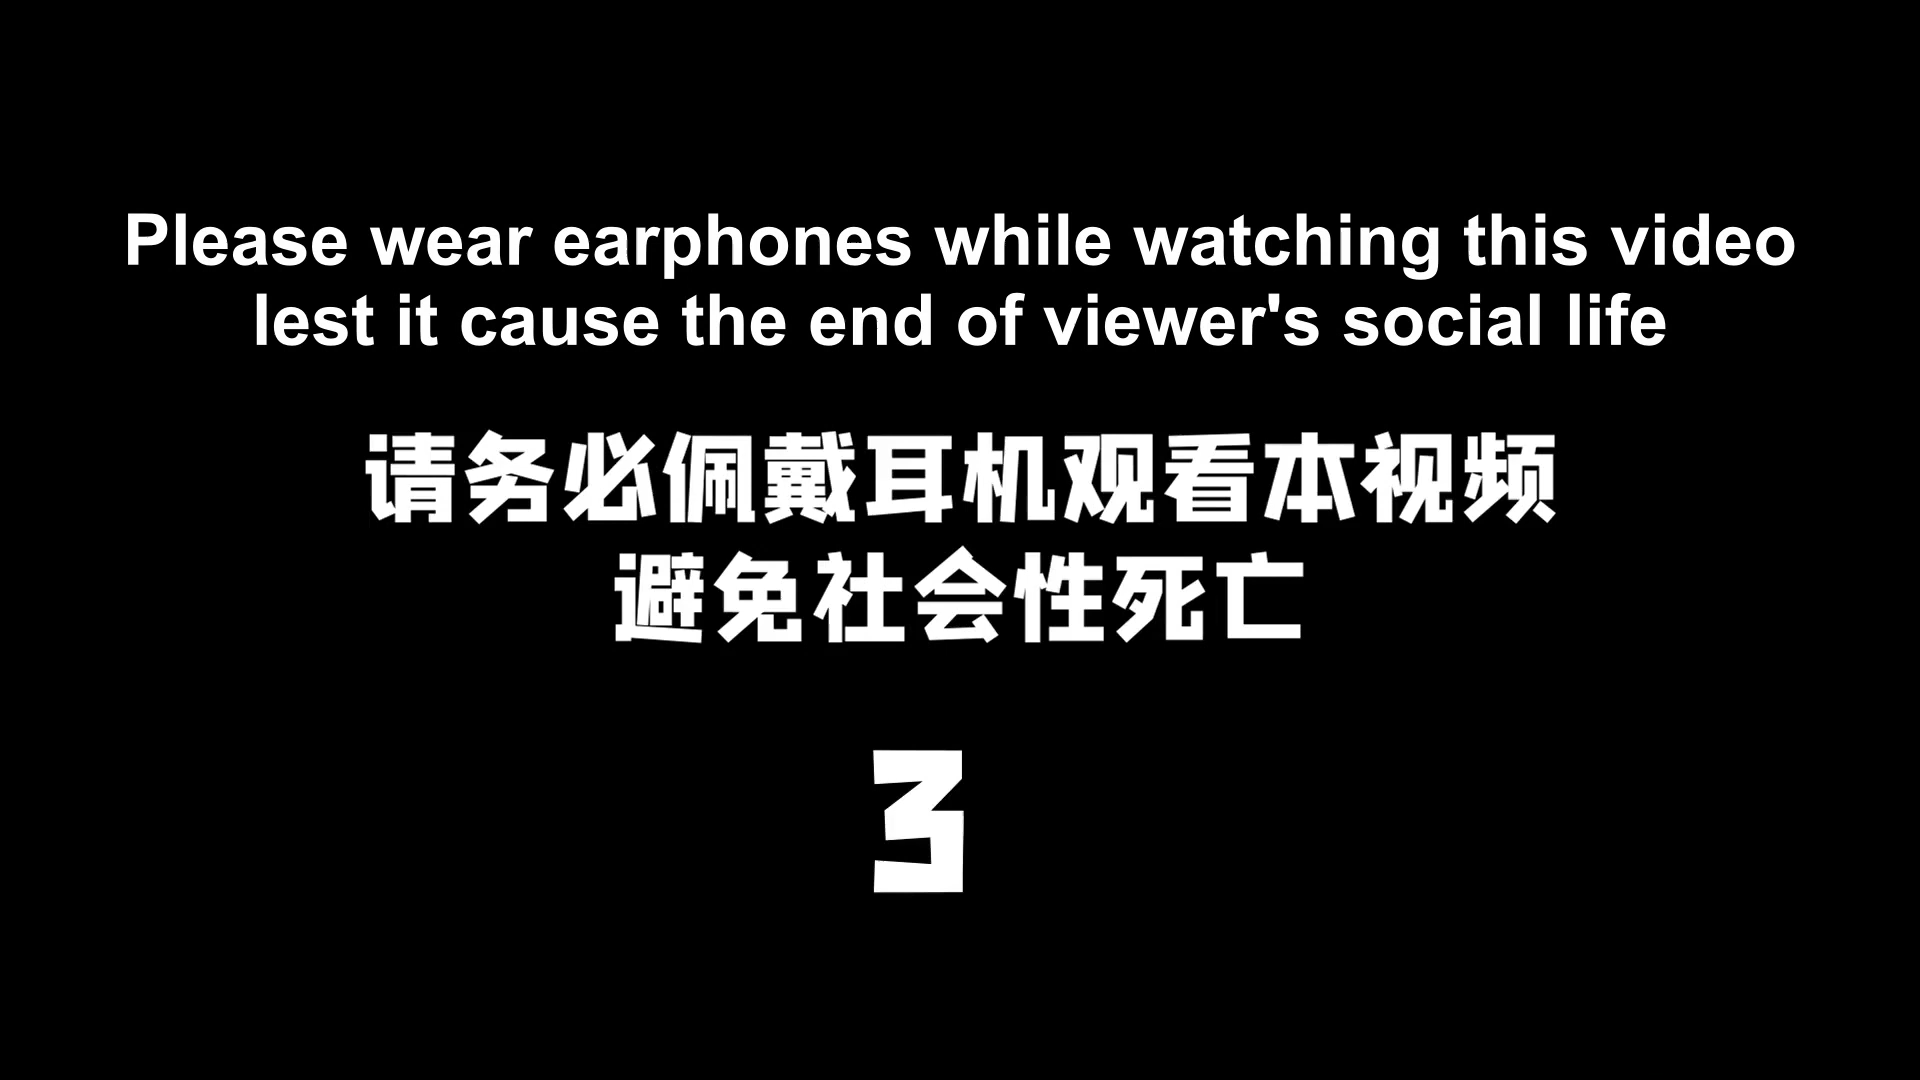 Please wear earphones while watching this video
lest it cause the end of viewer's social life
请务必佩戴耳机观看本视频
避免社会性死亡
3